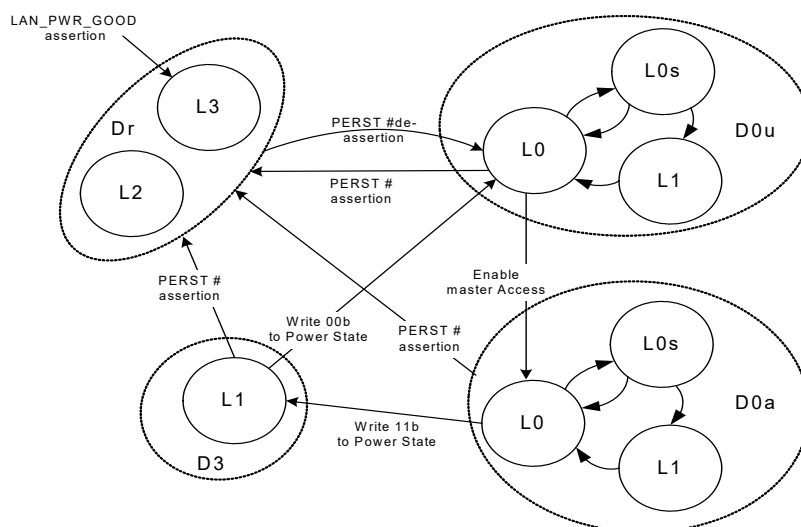 LAN_PWR_GOOD
assertion
L3
Dr
L2
PERST #de-
assertion
PERST #
assertion
L0s
L0
D0u
L1
PERST #
assertion
Write 00b
to Power State
PERST #
assertion
Enable
master Access
L1
D3
Write 11b
to Power State
L0s
L0
D0a
L1